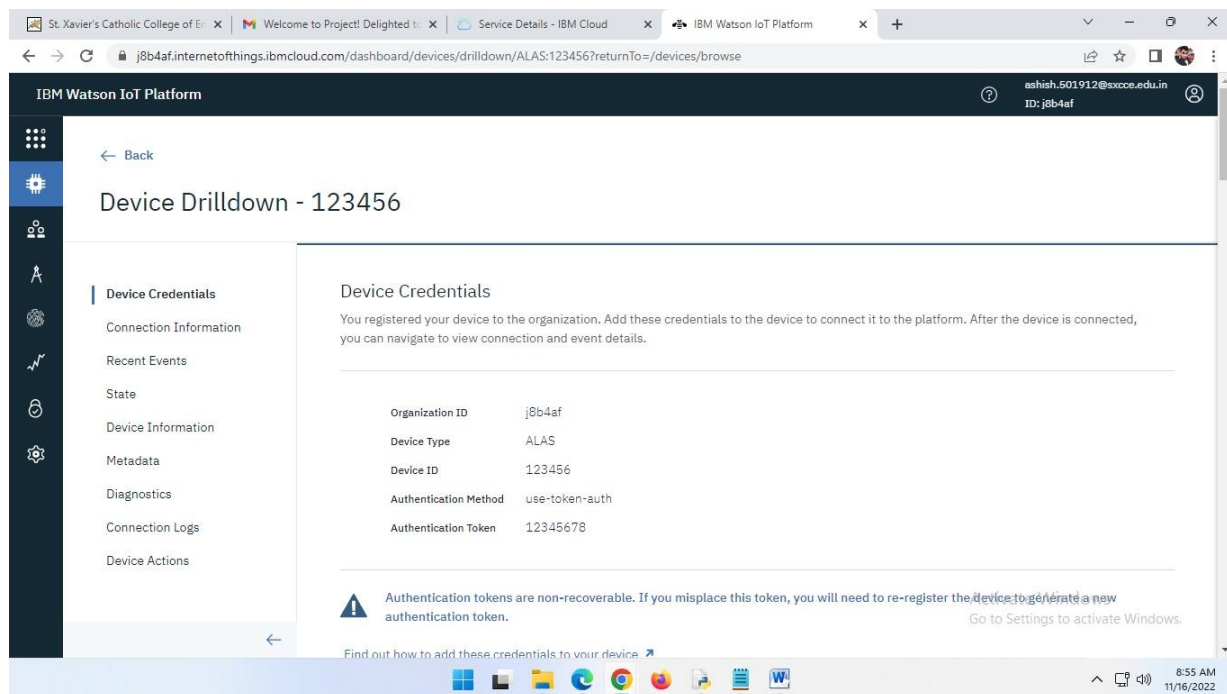 St. Xavier's Catholic College of En
Welcome to Project! Delighted to
Service Details - IBM Cloud
IBM Watson IoT Platform
j8b4af.internetofthings.ibmcloud.com/dashboard/devices/drilldown/ALAS:123456?returnTo=/devices/browse
IBM Watson IoT Platform
ashish.501912@sxcce.edu.in
ID: j8b4af
Back
Device Drilldown - 123456
Device Credentials
Connection Information
Recent Events
State
Device Information
Metadata
Diagnostics
Connection Logs
Device Actions
Device Credentials
You registered your device to the organization. Add these credentials to the device to connect it to the platform. After the device is connected,
you can navigate to view connection and event details.
Organization ID j8b4af
Device Type ALAS
Device ID 123456
Authentication Method use-token-auth
Authentication Token 12345678
Authentication tokens are non-recoverable. If you misplace this token, you will need to re-register the device to generate a new
authentication token.
Activate Windows
Go to Settings to activate Windows.
Find out how to add these credentials to your device
8:55 AM
11/16/2022